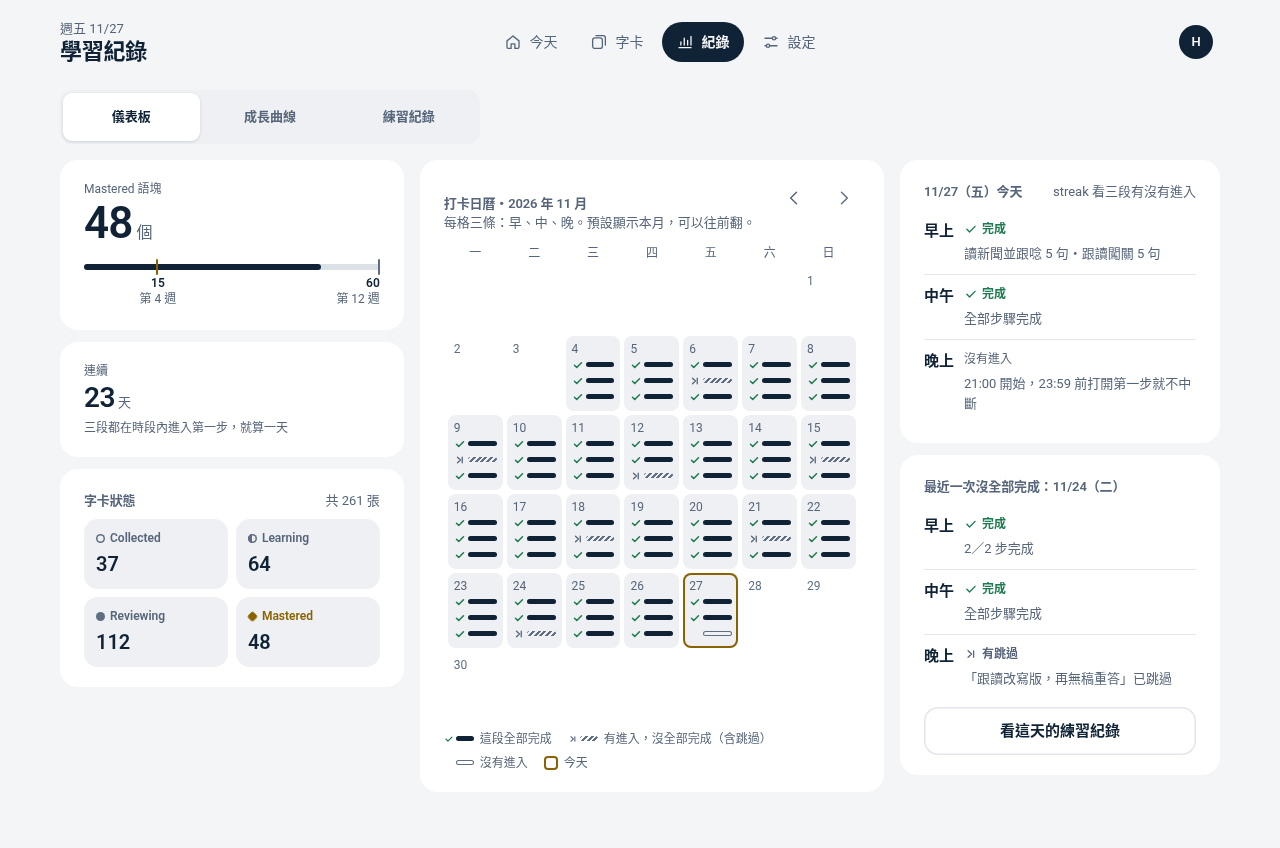 週五 11/27
學習紀錄
今天
字卡
紀錄
設定
H
儀表板
成長曲線
練習紀錄
Mastered 語塊
48 個
15
60
第 4 週
第 12 週
連續
23 天
三段都在時段內進入第一步，就算一天
字卡狀態
共 261 張
Collected
37
Learning
64
Reviewing
112
Mastered
48
打卡日曆・2026 年 11 月
每格三條：早、中、晚。預設顯示本月，可以往前翻。
一 二 三 四 五 六 日
1
2 3 4 5 6 7 8
9 10 11 12 13 14 15
16 17 18 19 20 21 22
23 24 25 26 27 28 29
30
這段全部完成
有進入，沒全部完成（含跳過）
沒有進入
今天
11/27（五）今天
streak 看三段有沒有進入
早上
完成
讀新聞並跟唸 5 句・跟讀闖關 5 句
中午
完成
全部步驟完成
晚上
沒有進入
21:00 開始，23:59 前打開第一步就不中
斷
最近一次沒全部完成：11/24（二）
早上
完成
2／2 步完成
中午
完成
全部步驟完成
晚上
有跳過
「跟讀改寫版，再無稿重答」已跳過
看這天的練習紀錄